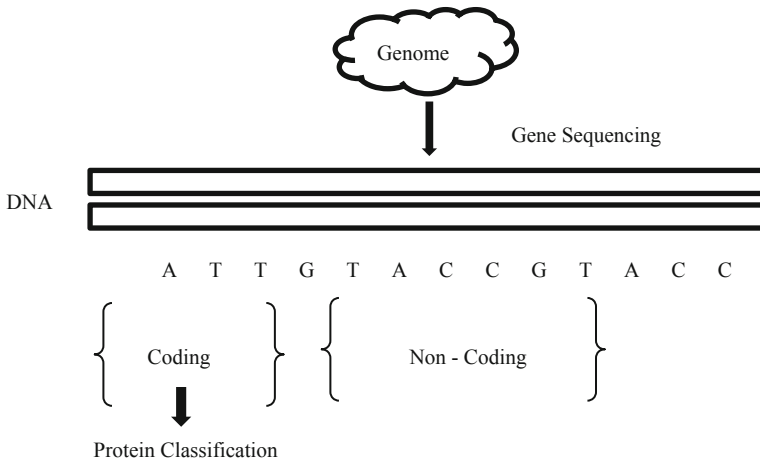 Genome
Gene Sequencing
DNA
A T T G T A C C G T A C C
Coding
Non - Coding
Protein Classification